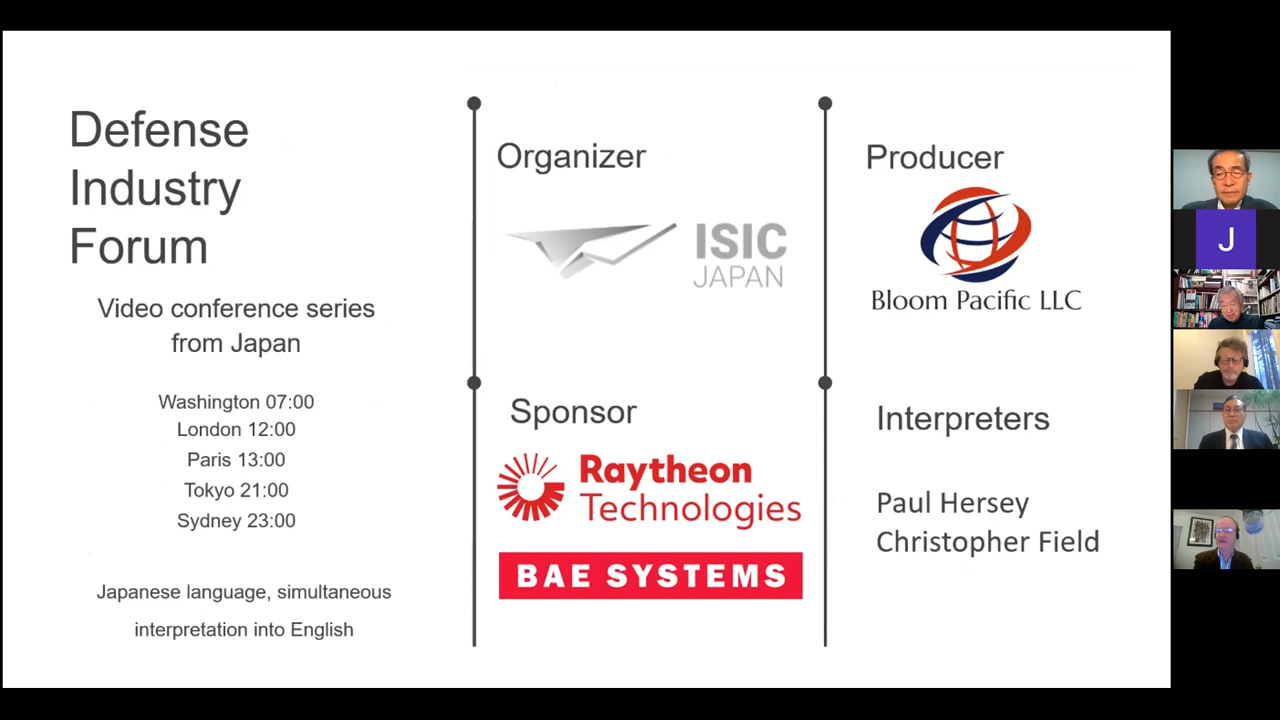 Defense
Industry
Forum
Video conference series
from Japan
Washington 07:00
London 12:00
Paris 13:00
Tokyo 21:00
Sydney 23:00
Japanese language, simultaneous
interpretation into English
Organizer
ISIC
JAPAN
Sponsor
Raytheon
Technologies
BAE SYSTEMS
Producer
Bloom Pacific LLC
Interpreters
Paul Hersey
Christopher Field
J